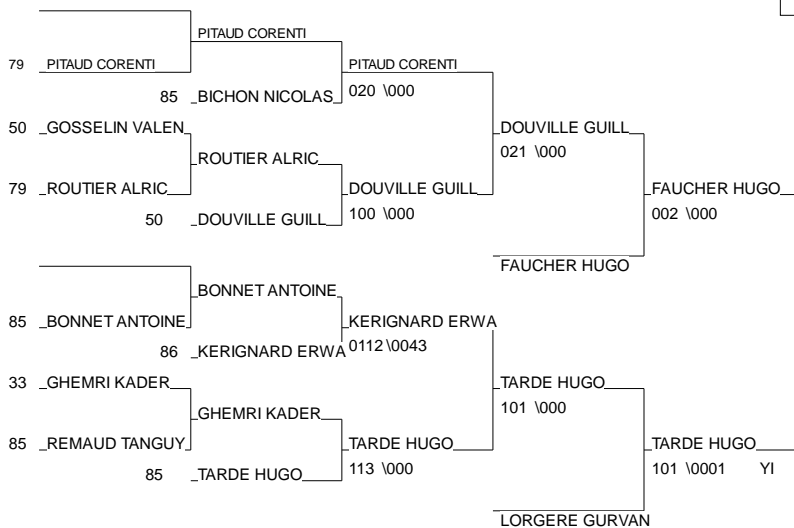 PITAUD CORENTI
79 PITAUD CORENTI PITAUD CORENTI
85 BICHON NICOLAS 020 \000
50 GOSSELIN VALEN DOUVILLE GUILL
ROUTIER ALRIC 021 \000
79 ROUTIER ALRIC DOUVILLE GUILL FAUCHER HUGO
50 DOUVILLE GUILL 100 \000 002 \000
FAUCHER HUGO
BONNET ANTOINE
85 BONNET ANTOINE KERIGNARD ERWA
86 KERIGNARD ERWA 0112 \0043
33 GHEMRI KADER TARDE HUGO
GHEMRI KADER 101 \000
85 REMAUD TANGUY TARDE HUGO TARDE HUGO
85 TARDE HUGO 113 \000 101 \0001 YI
LORGERE GURVAN